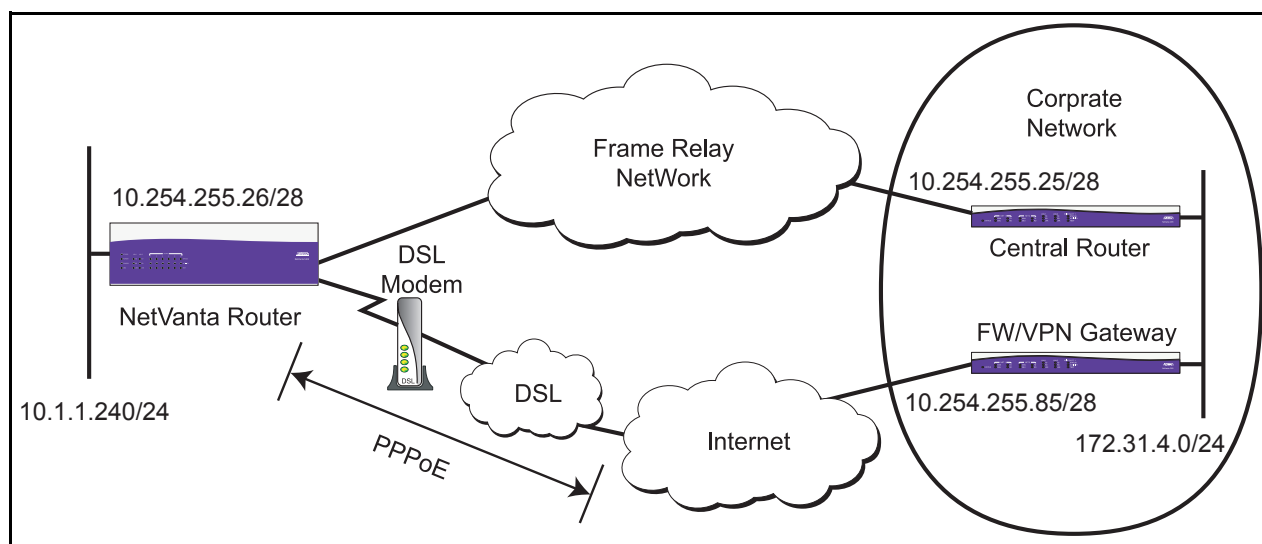 Corprate
Network
Frame Relay
NetWork
10.254.255.26/28
10.254.255.25/28
Central Router
DSL
Modem
NetVanta Router
FW/VPN Gateway
DSL
DSL
10.1.1.240/24
10.254.255.85/28
Internet
PPPoE
172.31.4.0/24